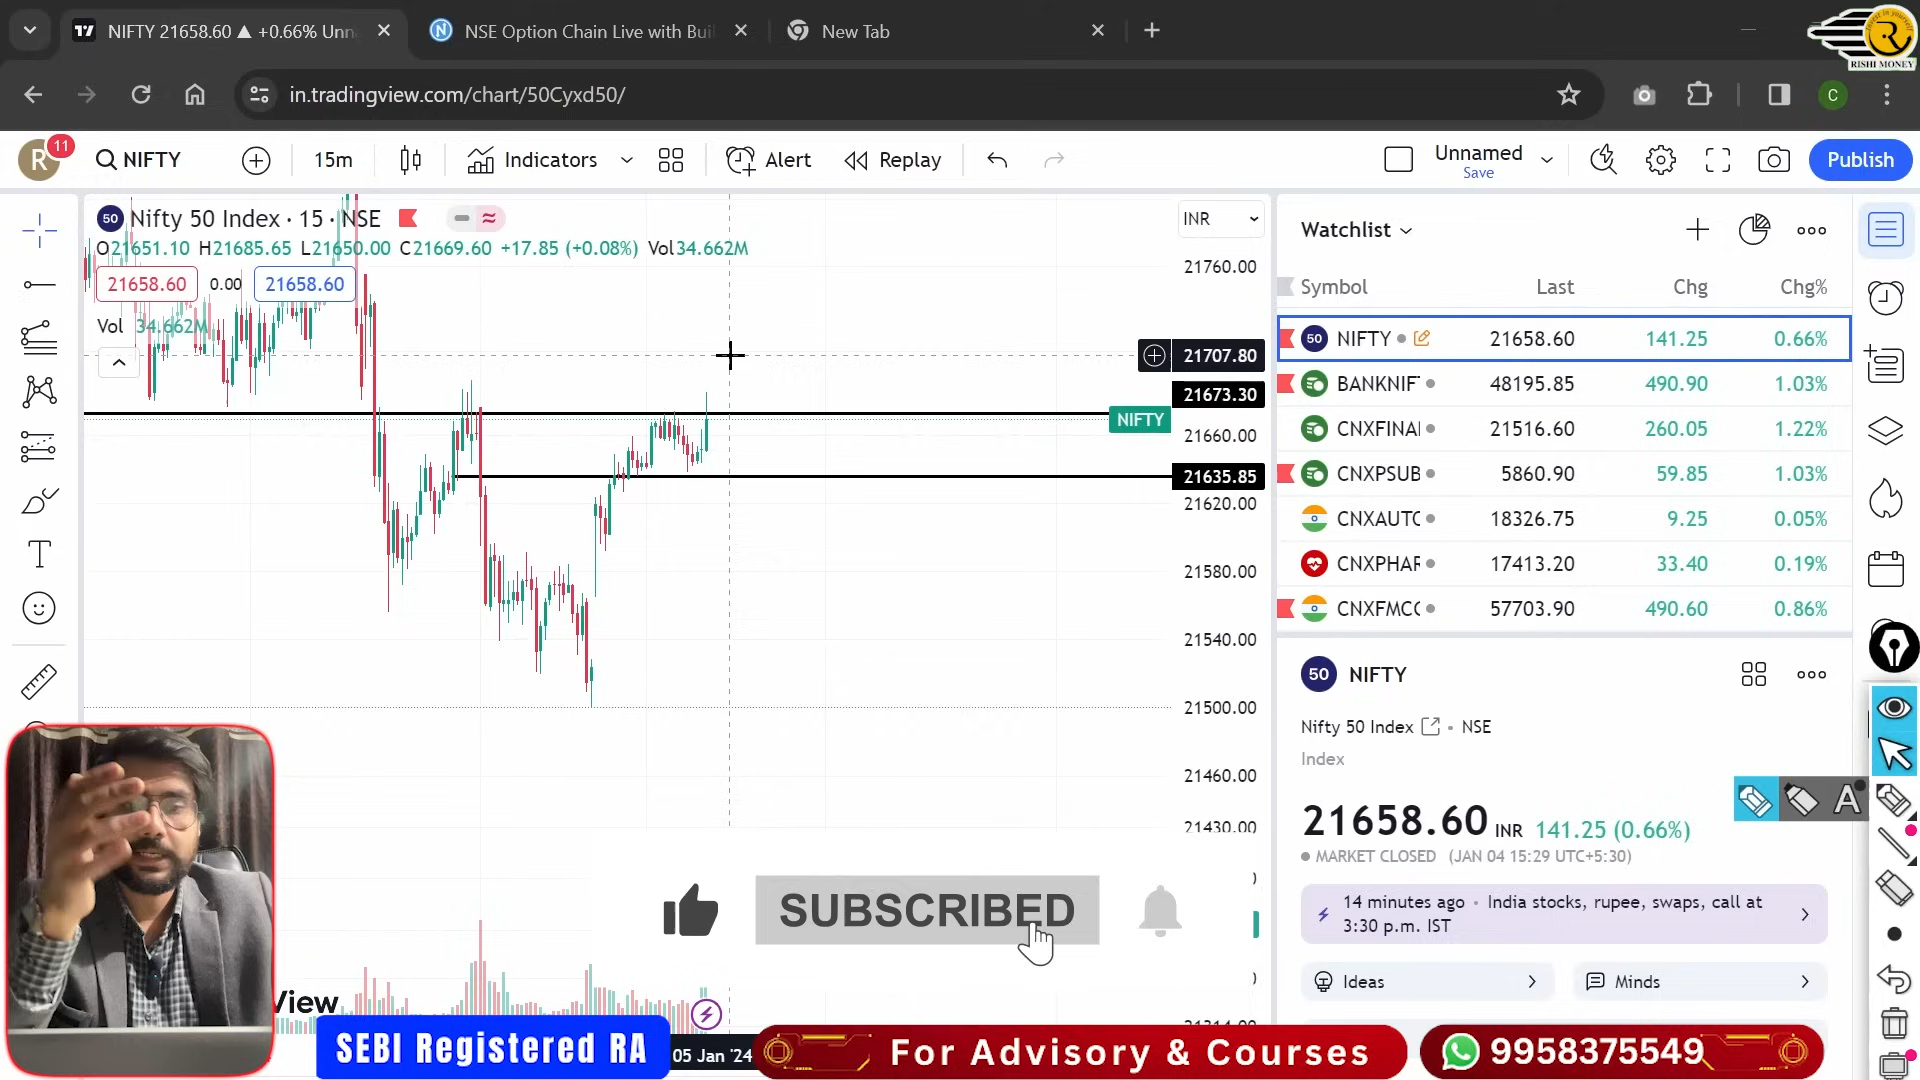 NIFTY 21658.60 ▲ +0.66% Unn
NSE Option Chain Live with Buil
New Tab
RISHI MONEY
in.tradingview.com/chart/50Cyxd50/
C
R
11
NIFTY
15m
Indicators
Alert
Replay
Unnamed
Save
Publish
50 Nifty 50 Index · 15 · NSE
INR
O21651.10 H21685.65 L21650.00 C21669.60 +17.85 (+0.08%) Vol34.662M
21658.60 0.00 21658.60
Vol 34.662M
21760.00
21707.80
21673.30
NIFTY
21660.00
21635.85
21620.00
21580.00
21540.00
21500.00
21460.00
21430.00
Watchlist
Symbol Last Chg Chg%
50 NIFTY 21658.60 141.25 0.66%
BANKNIF 48195.85 490.90 1.03%
CNXFINA 21516.60 260.05 1.22%
CNXPSUB 5860.90 59.85 1.03%
CNXAUTC 18326.75 9.25 0.05%
CNXPHAR 17413.20 33.40 0.19%
CNXFMCC 57703.90 490.60 0.86%
50 NIFTY
Nifty 50 Index · NSE
Index
21658.60 INR 141.25 (0.66%)
A
MARKET CLOSED (JAN 04 15:29 UTC+5:30)
14 minutes ago · India stocks, rupee, swaps, call at
3:30 p.m. IST
Ideas
Minds
SUBSCRIBED
View
05 Jan '24
SEBI Registered RA
For Advisory & Courses
9958375549